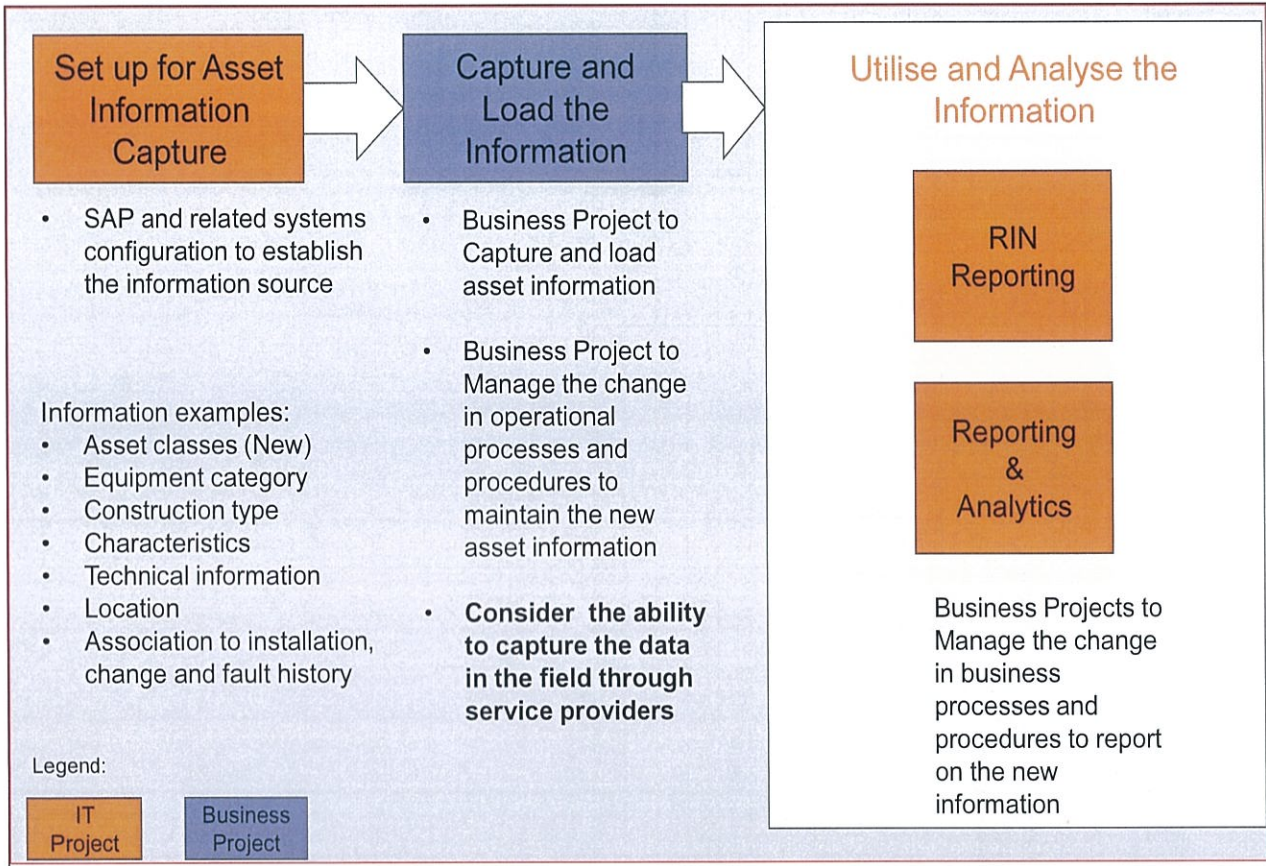 Set up for Asset
Information
Capture
• SAP and related systems
configuration to establish
the information source
Information examples:
• Asset classes (New)
• Equipment category
• Construction type
• Characteristics
• Technical information
• Location
• Association to installation,
change and fault history
Legend:
IT
Project
Business
Project
Capture and
Load the
Information
• Business Project to
Capture and load
asset information
• Business Project to
Manage the change
in operational
processes and
procedures to
maintain the new
asset information
• Consider the ability
to capture the data
in the field through
service providers
Utilise and Analyse the
Information
RIN
Reporting
Reporting
&
Analytics
Business Projects to
Manage the change
in business
processes and
procedures to report
on the new
information